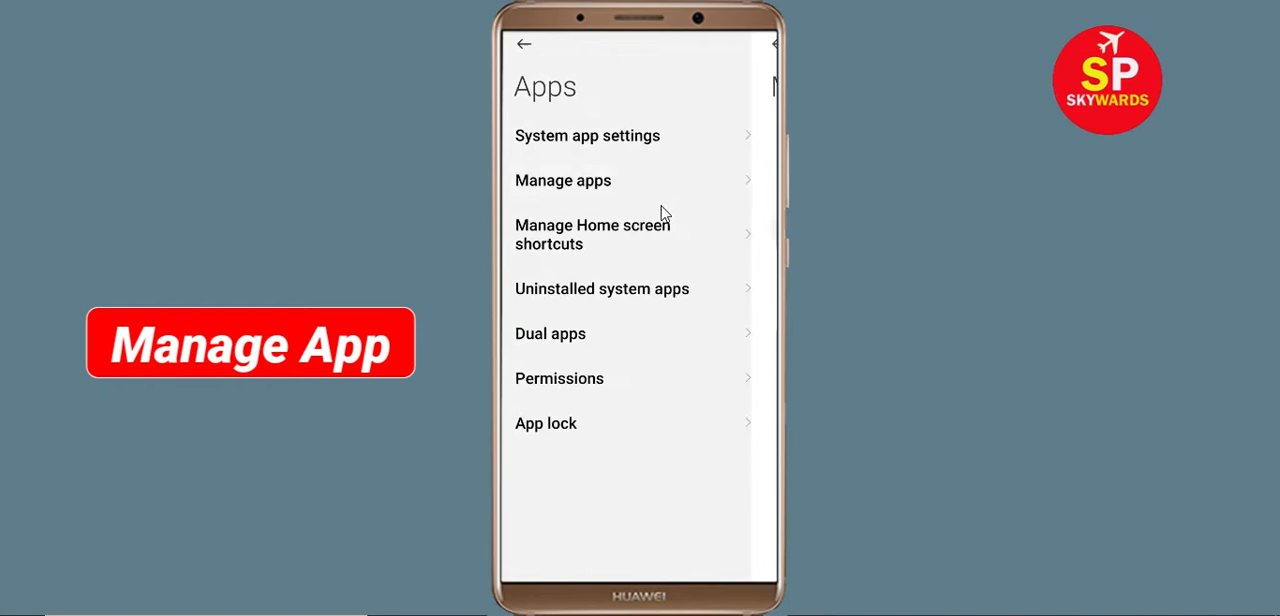 Apps
System app settings
Manage apps
Manage Home screen
shortcuts
Uninstalled system apps
Dual apps
Permissions
App lock
HUAWEI
Manage App
SP
SKYWARDS